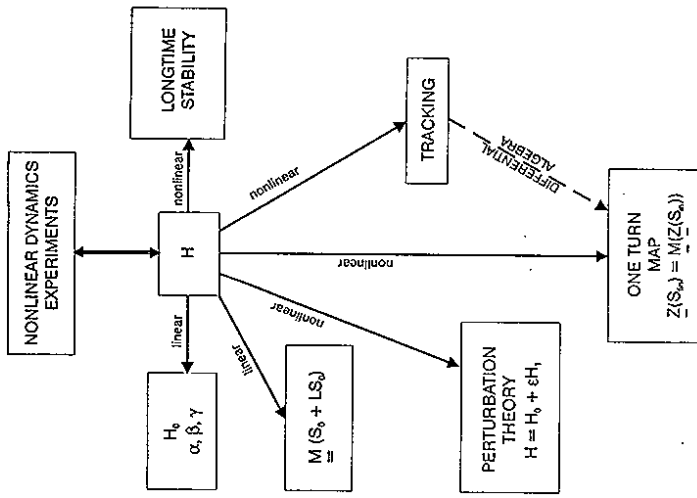 NONLINEAR DYNAMICS
EXPERIMENTS
LONGTIME
STABILITY
nonlinear
H
linear
H₀
α, β, γ
linear
M (S₀ + LS₀)
nonlinear
TRACKING
DIFFERENTIAL
ALGEBRA
nonlinear
nonlinear
PERTURBATION
THEORY
H = H₀ + εH₁
ONE TURN
MAP